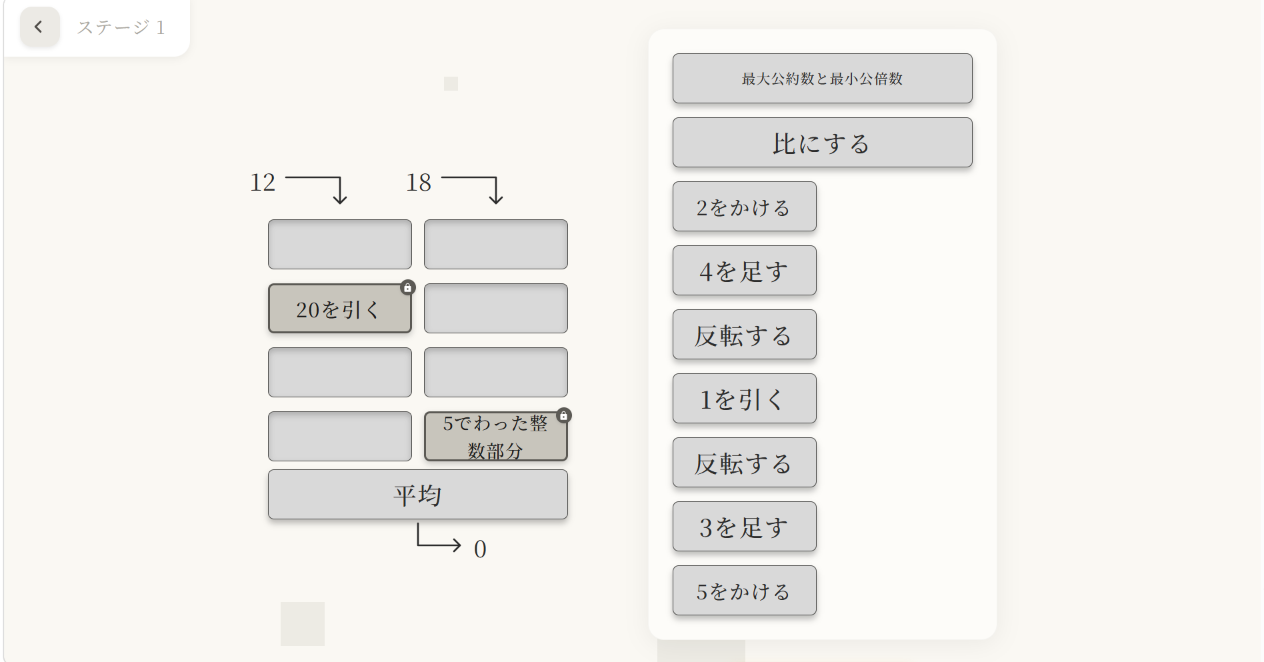 ステージ 1
12
18
20を引く
5でわった整
数部分
平均
0
最大公約数と最小公倍数
比にする
2をかける
4を足す
反転する
1を引く
反転する
3を足す
5をかける